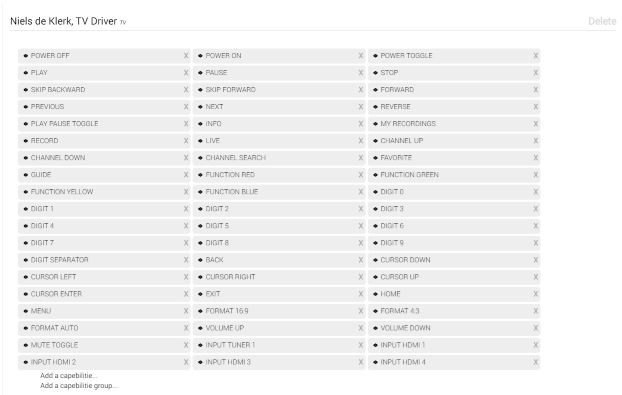 Niels de Klerk, TV Driver TV Delete
POWER OFF X POWER ON X POWER TOGGLE X
PLAY X PAUSE X STOP X
SKIP BACKWARD X SKIP FORWARD X FORWARD X
PREVIOUS X NEXT X REVERSE X
PLAY PAUSE TOGGLE X INFO X MY RECORDINGS X
RECORD X LIVE X CHANNEL UP X
CHANNEL DOWN X CHANNEL SEARCH X FAVORITE X
GUIDE X FUNCTION RED X FUNCTION GREEN X
FUNCTION YELLOW X FUNCTION BLUE X DIGIT 0 X
DIGIT 1 X DIGIT 2 X DIGIT 3 X
DIGIT 4 X DIGIT 5 X DIGIT 6 X
DIGIT 7 X DIGIT 8 X DIGIT 9 X
DIGIT SEPARATOR X BACK X CURSOR DOWN X
CURSOR LEFT X CURSOR RIGHT X CURSOR UP X
CURSOR ENTER X EXIT X HOME X
MENU X FORMAT 16:9 X FORMAT 4:3 X
FORMAT AUTO X VOLUME UP X VOLUME DOWN X
MUTE TOGGLE X INPUT TUNER 1 X INPUT HDMI 1 X
INPUT HDMI 2 X INPUT HDMI 3 X INPUT HDMI 4 X
Add a capebilitie...
Add a capebilitie group...